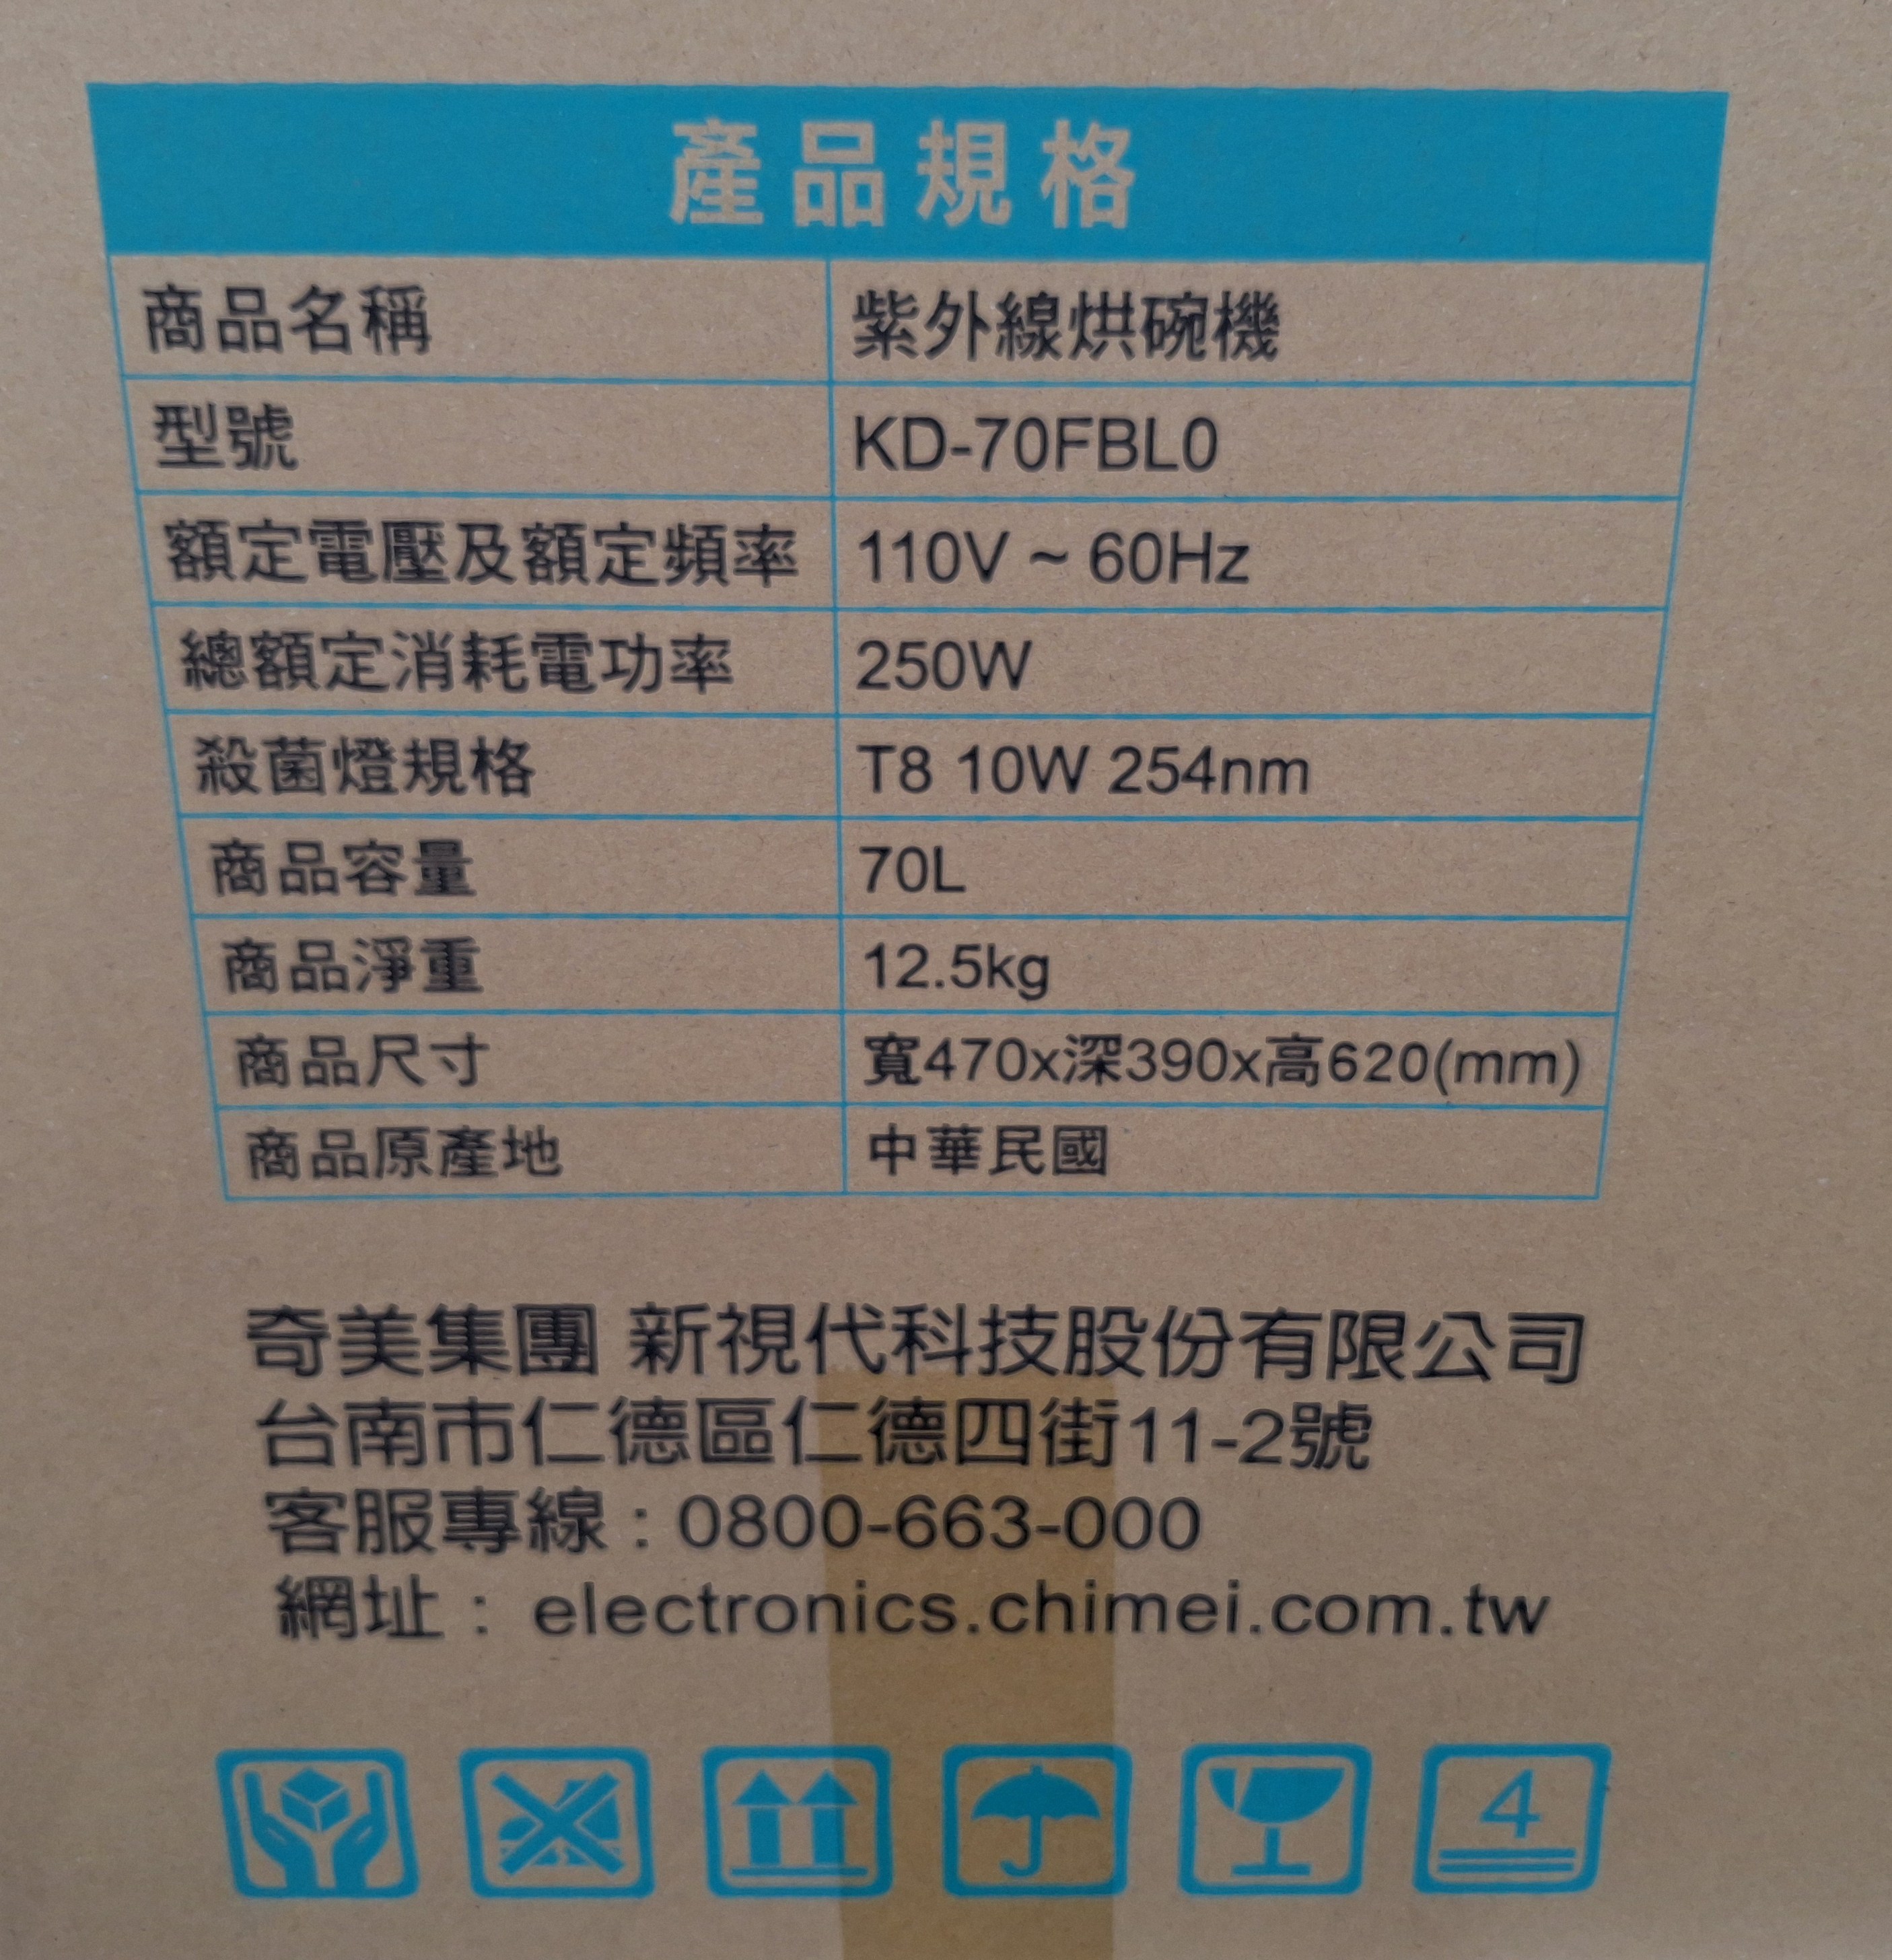 產品規格
商品名稱 紫外線烘碗機
型號 KD-70FBL0
額定電壓及額定頻率 110V ~ 60Hz
總額定消耗電功率 250W
殺菌燈規格 T8 10W 254nm
商品容量 70L
商品淨重 12.5kg
商品尺寸 寬470x深390x高620(mm)
商品原產地 中華民國
奇美集團 新視代科技股份有限公司
台南市仁德區仁德四街11-2號
客服專線：0800-663-000
網址：electronics.chimei.com.tw
4